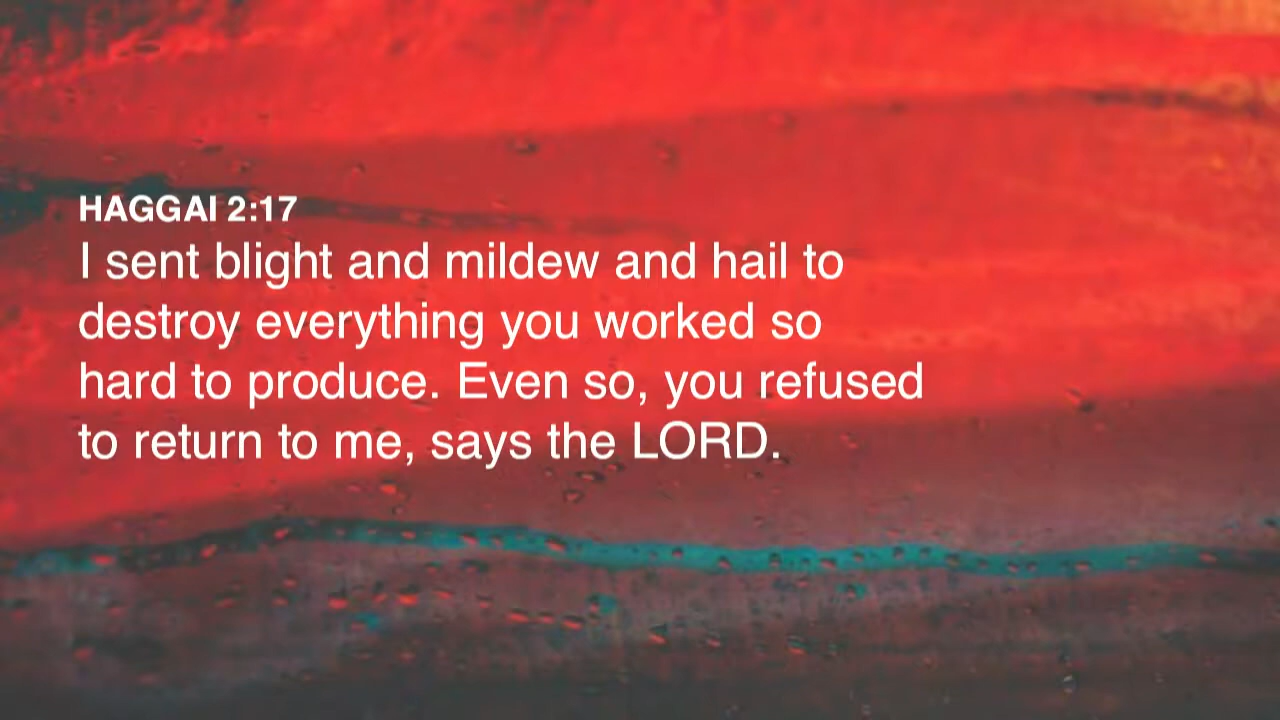 HAGGAI 2:17
I sent blight and mildew and hail to
destroy everything you worked so
hard to produce. Even so, you refused
to return to me, says the LORD.